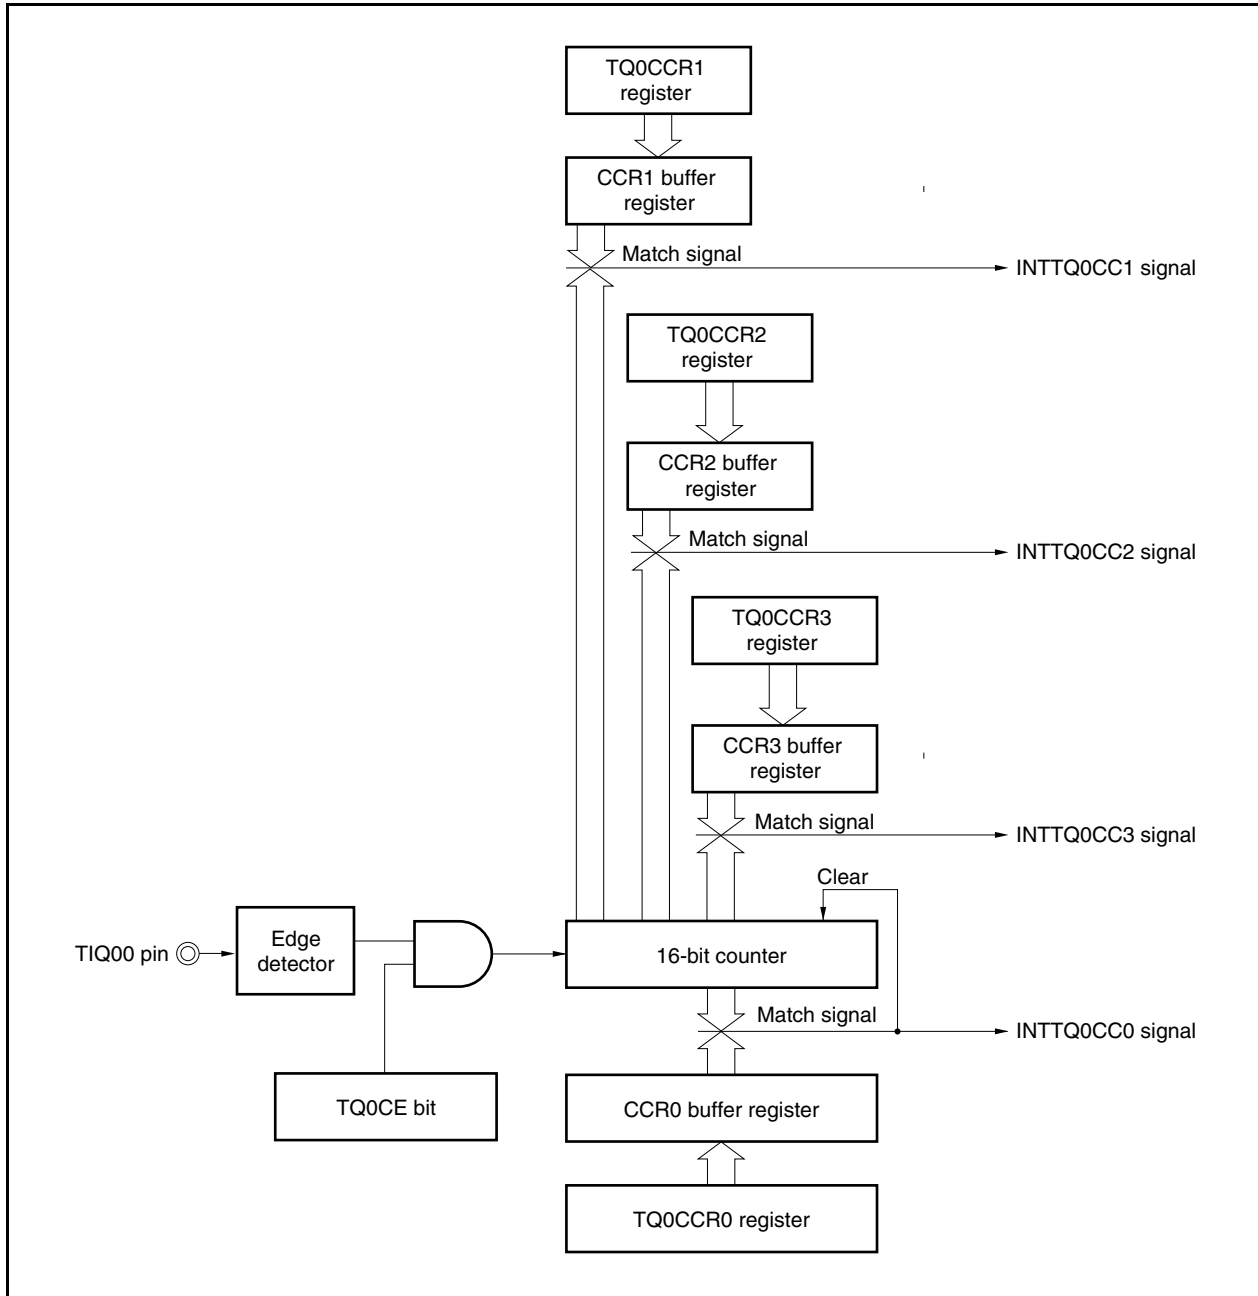 TQ0CCR1
register
CCR1 buffer
register
Match signal
INTTQ0CC1 signal
TQ0CCR2
register
CCR2 buffer
register
Match signal
INTTQ0CC2 signal
TQ0CCR3
register
CCR3 buffer
register
Match signal
INTTQ0CC3 signal
Clear
TIQ00 pin
Edge
detector
16-bit counter
Match signal
INTTQ0CC0 signal
TQ0CE bit
CCR0 buffer register
TQ0CCR0 register